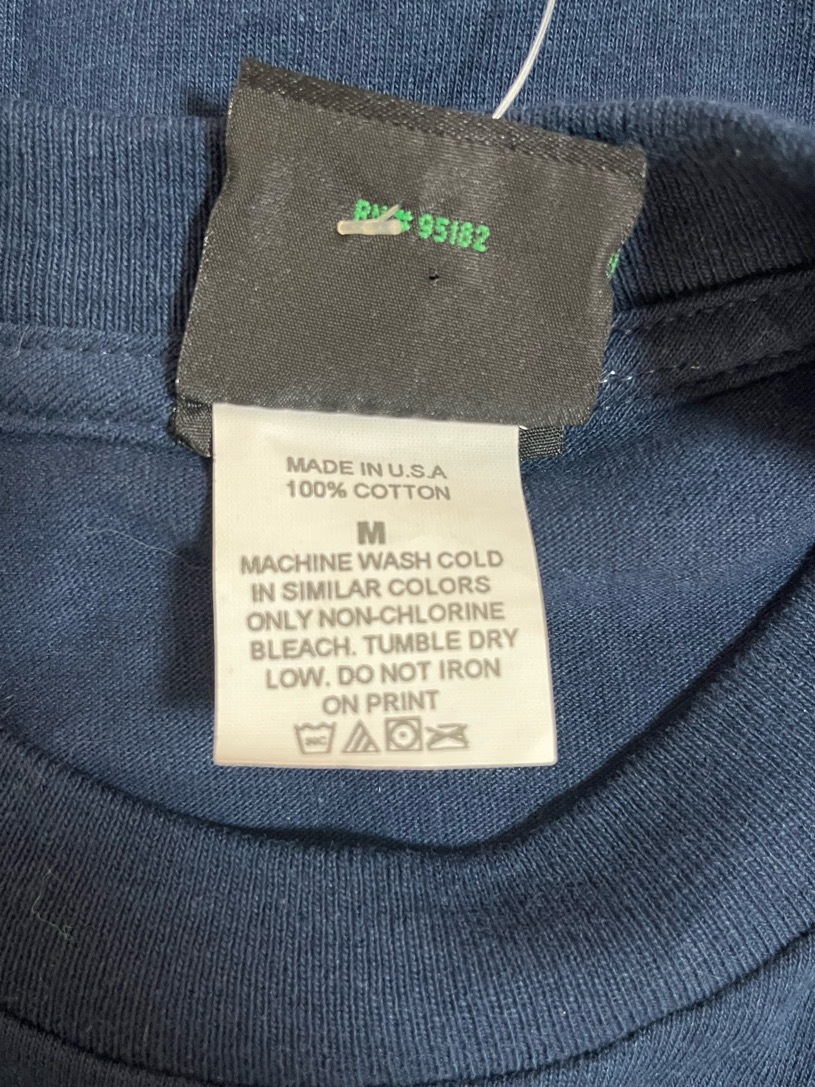 RN# 95182
MADE IN U.S.A
100% COTTON
M
MACHINE WASH COLD
IN SIMILAR COLORS
ONLY NON-CHLORINE
BLEACH. TUMBLE DRY
LOW. DO NOT IRON
ON PRINT